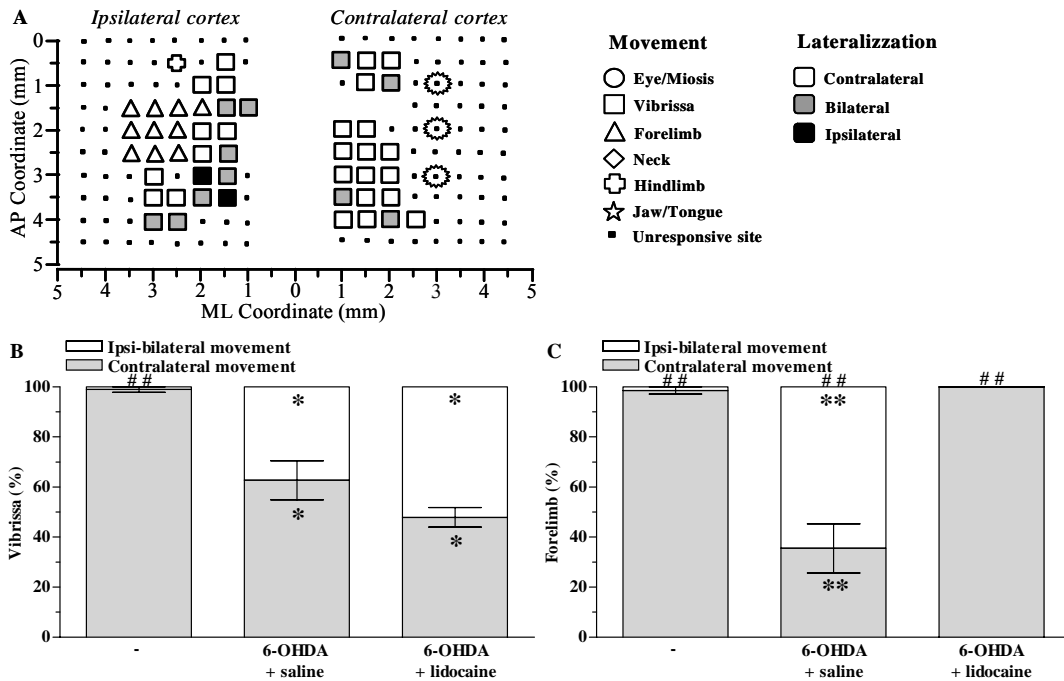 A
Ipsilateral cortex
Contralateral cortex
0
1
2
3
4
5
AP Coordinate (mm)
5 4 3 2 1 0 1 2 3 4 5
ML Coordinate (mm)
Movement
Eye/Miosis
Vibrissa
Forelimb
Neck
Hindlimb
Jaw/Tongue
Unresponsive site
Lateralizzation
Contralateral
Bilateral
Ipsilateral
B
Ipsi-bilateral movement
Contralateral movement
100
80
60
40
20
0
Vibrissa (%)
##
*
*
*
*
-
6-OHDA
+ saline
6-OHDA
+ lidocaine
C
Ipsi-bilateral movement
Contralateral movement
100
80
60
40
20
0
Forelimb (%)
##
##
##
**
**
-
6-OHDA
+ saline
6-OHDA
+ lidocaine